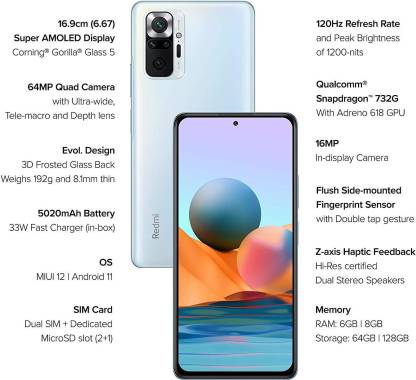 16.9cm (6.67)
Super AMOLED Display
Corning® Gorilla® Glass 5
64MP Quad Camera
with Ultra-wide,
Tele-macro and Depth lens
Evol. Design
3D Frosted Glass Back
Weighs 192g and 8.1mm thin
5020mAh Battery
33W Fast Charger (in-box)
OS
MIUI 12 | Android 11
SIM Card
Dual SIM + Dedicated
MicroSD slot (2+1)
Redmi
120Hz Refresh Rate
and Peak Brightness
of 1200-nits
Qualcomm®
Snapdragon™ 732G
With Adreno 618 GPU
16MP
In-display Camera
Flush Side-mounted
Fingerprint Sensor
with Double tap gesture
Z-axis Haptic Feedback
Hi-Res certified
Dual Stereo Speakers
Memory
RAM: 6GB | 8GB
Storage: 64GB | 128GB